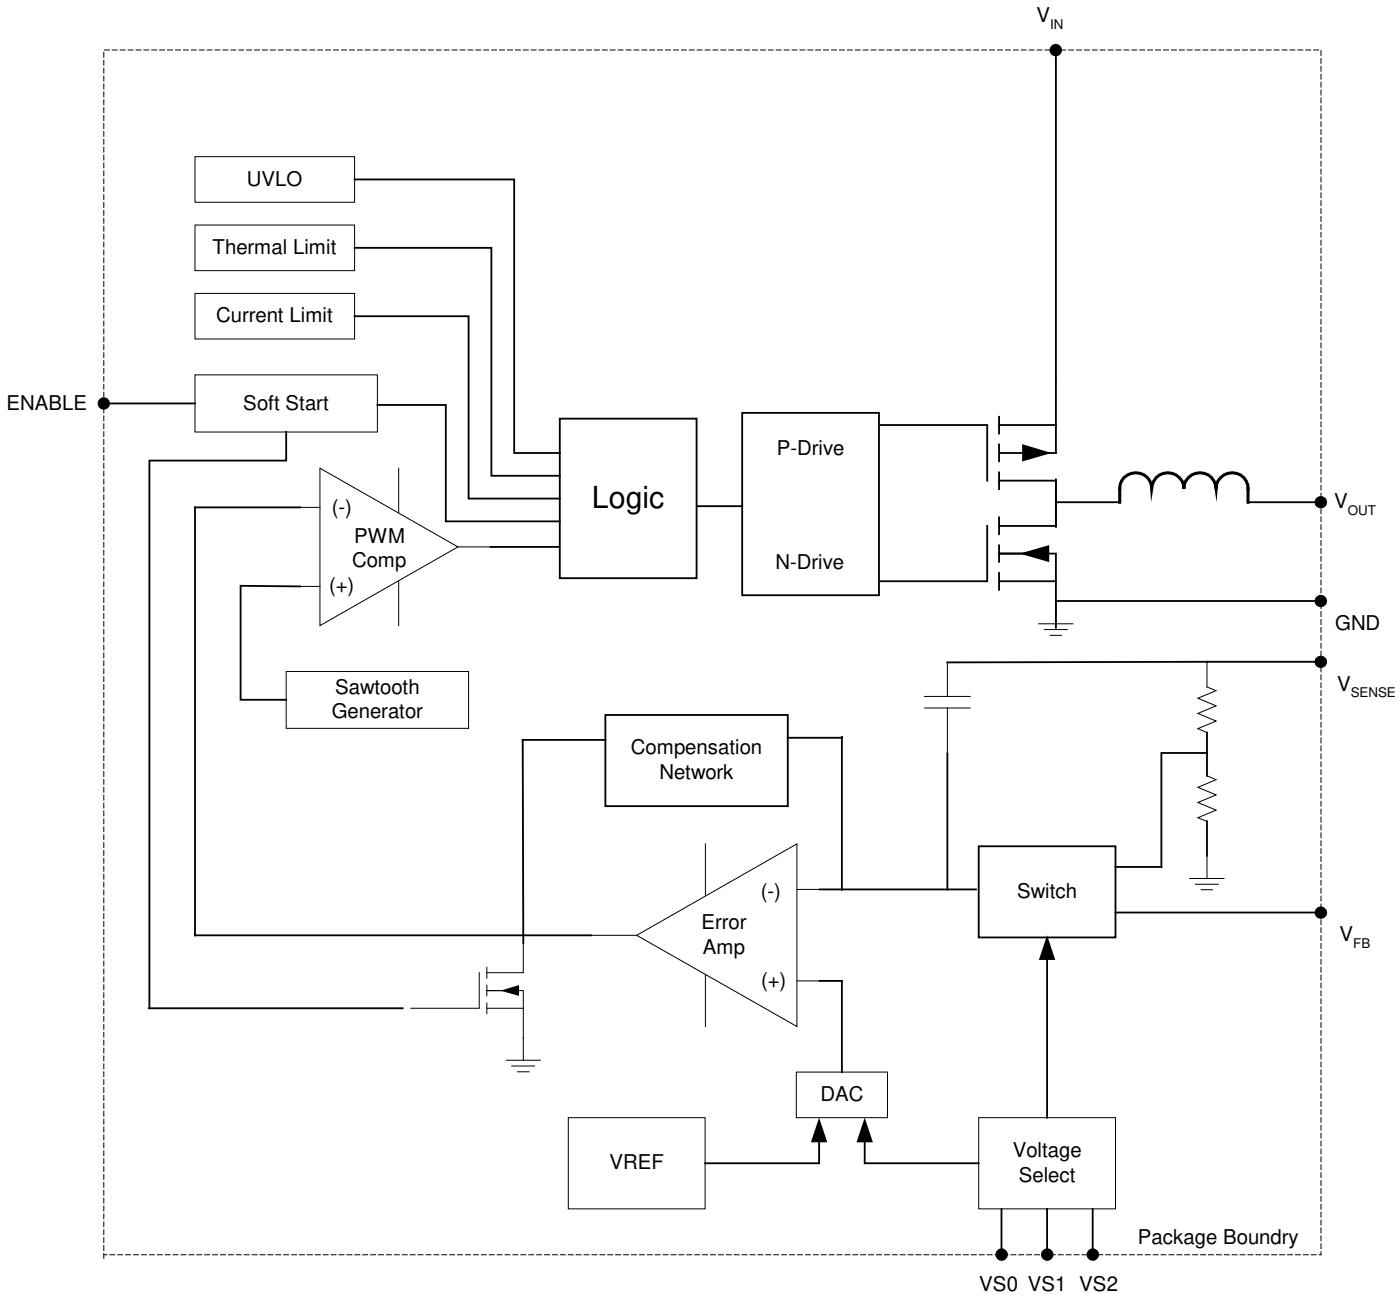 VIN
UVLO
Thermal Limit
Current Limit
ENABLE
Soft Start
P-Drive
Logic
VOUT
(-)
PWM
Comp
N-Drive
(+)
GND
Sawtooth
Generator
VSENSE
Compensation
Network
(-)
Switch
Error
Amp
VFB
(+)
DAC
VREF
Voltage
Select
Package Boundry
VS0 VS1 VS2